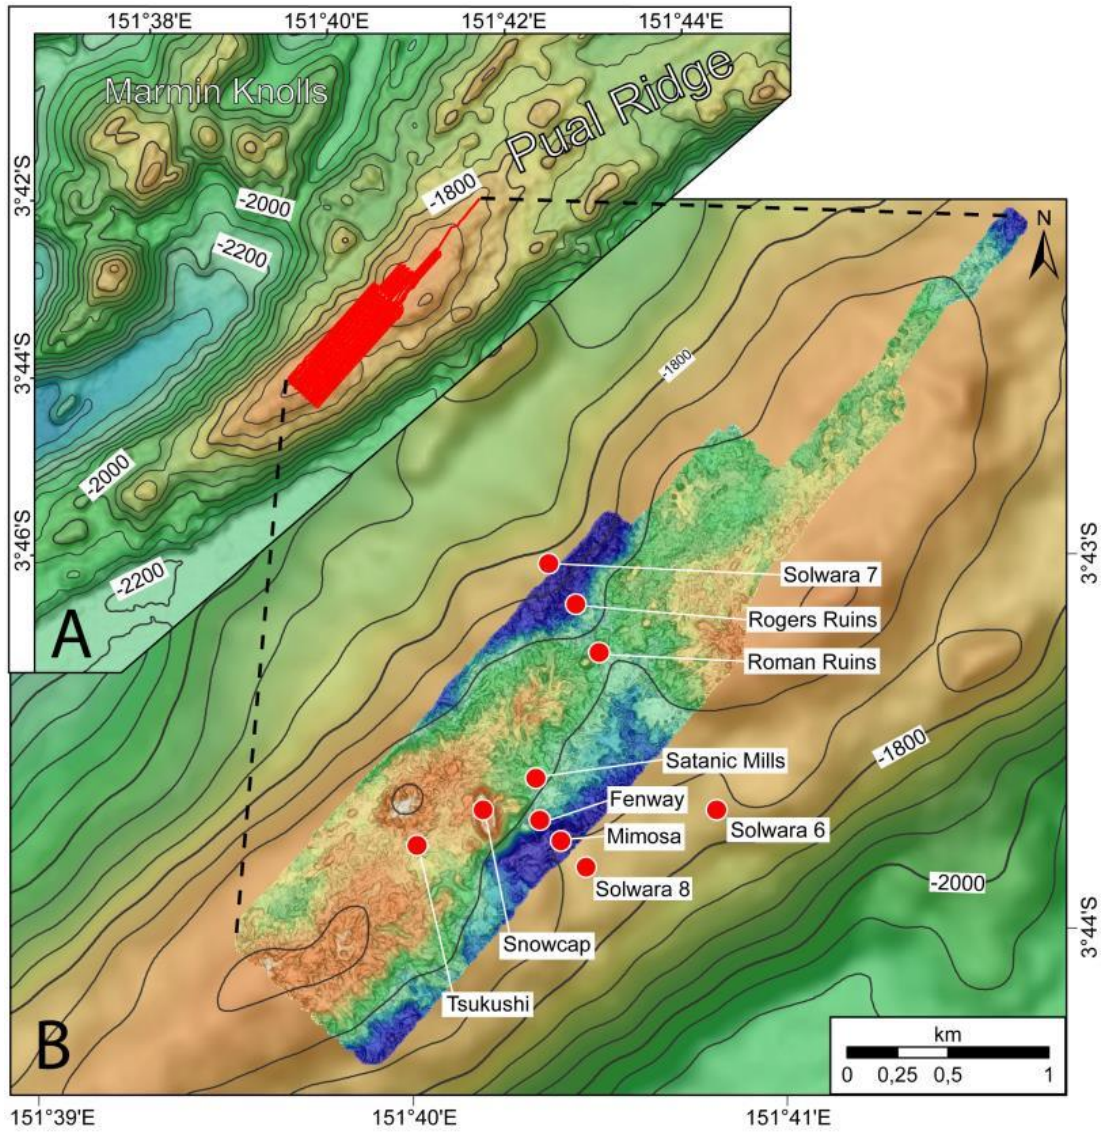 151°38'E
151°40'E
151°42'E
151°44'E
Marmin Knolls
Pual Ridge
3°42'S
-1800
-2000
-2200
N
3°44'S
-1800
-2000
3°46'S
-2200
A
Solwara 7
3°43'S
Rogers Ruins
Roman Ruins
-1800
Satanic Mills
Fenway
Solwara 6
Mimosa
Solwara 8
-2000
Snowcap
3°44'S
Tsukushi
B
km
0 0,25 0,5 1
151°39'E
151°40'E
151°41'E